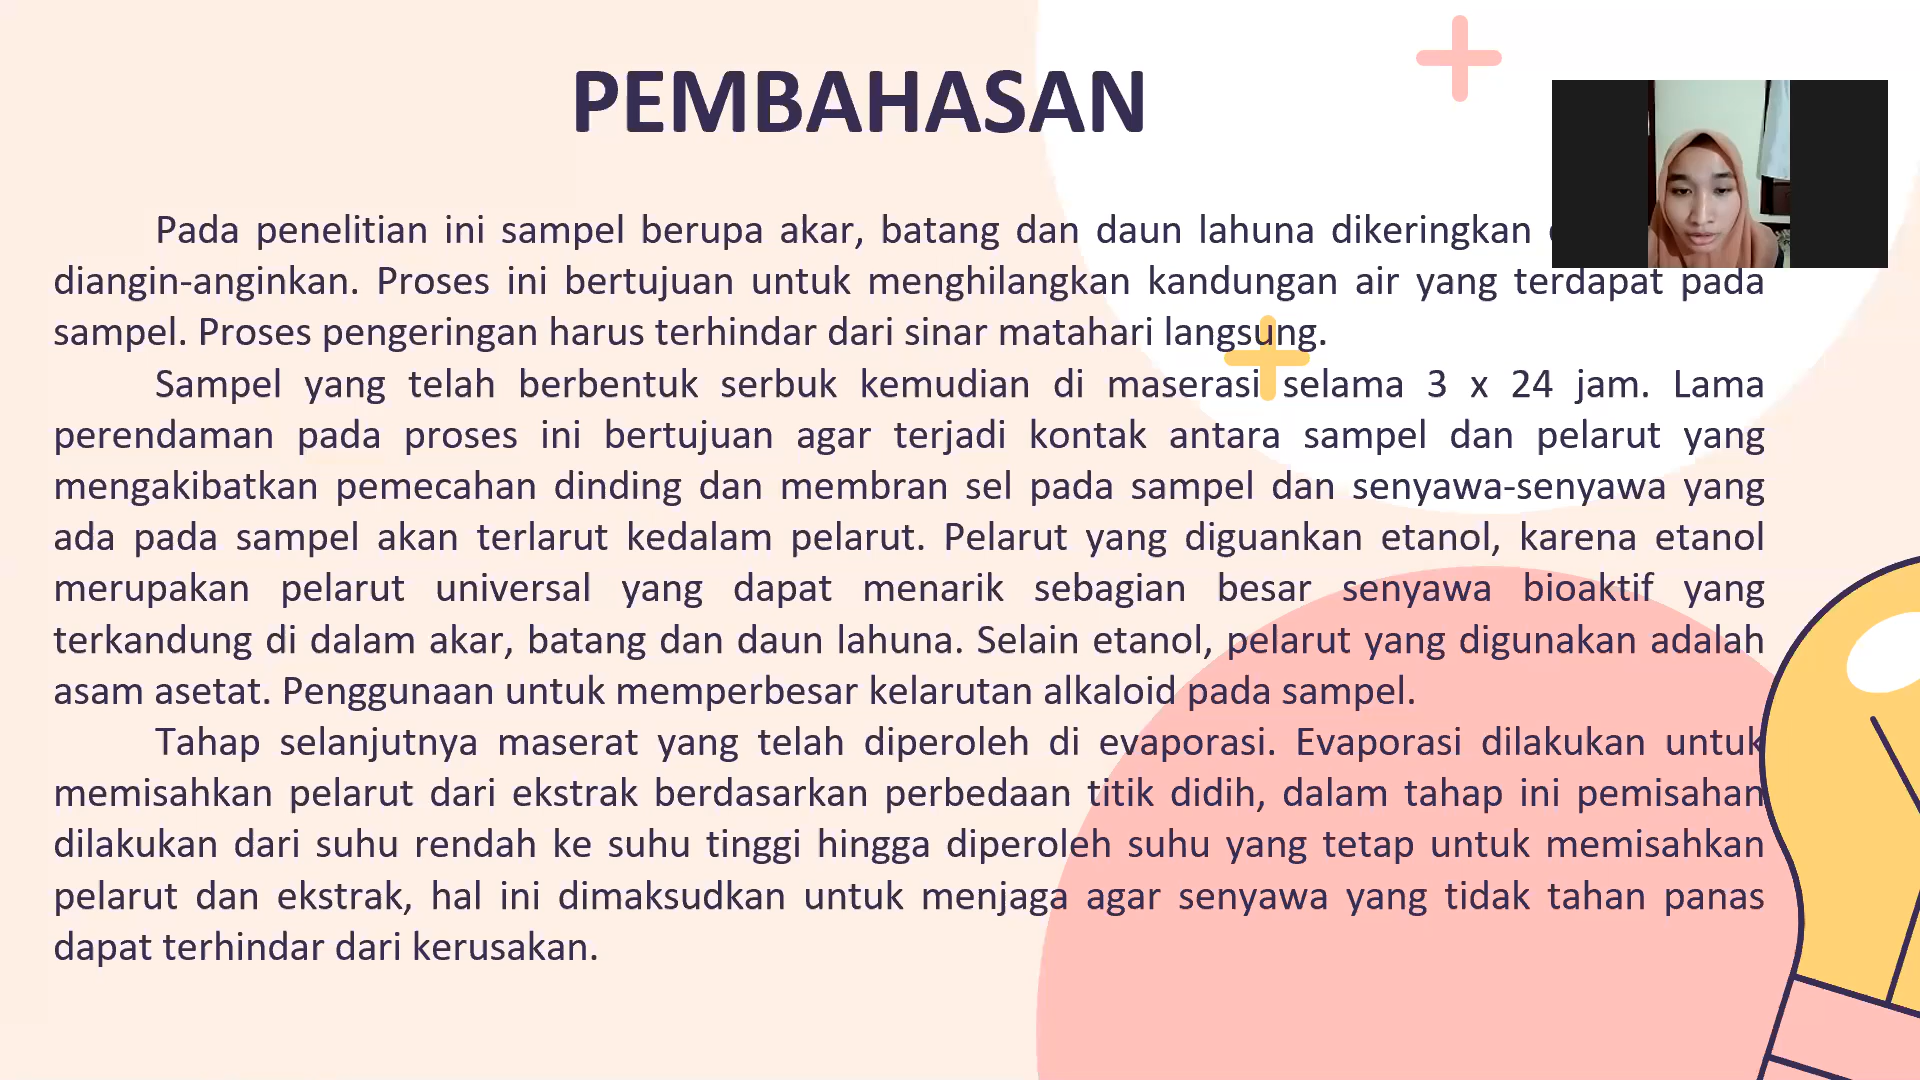 PEMBAHASAN
Pada penelitian ini sampel berupa akar, batang dan daun lahuna dikeringkan
diangin-anginkan. Proses ini bertujuan untuk menghilangkan kandungan air yang terdapat pada
sampel. Proses pengeringan harus terhindar dari sinar matahari langsung.
Sampel yang telah berbentuk serbuk kemudian di maserasi selama 3 x 24 jam. Lama
perendaman pada proses ini bertujuan agar terjadi kontak antara sampel dan pelarut yang
mengakibatkan pemecahan dinding dan membran sel pada sampel dan senyawa-senyawa yang
ada pada sampel akan terlarut kedalam pelarut. Pelarut yang diguankan etanol, karena etanol
merupakan pelarut universal yang dapat menarik sebagian besar senyawa bioaktif yang
terkandung di dalam akar, batang dan daun lahuna. Selain etanol, pelarut yang digunakan adalah
asam asetat. Penggunaan untuk memperbesar kelarutan alkaloid pada sampel.
Tahap selanjutnya maserat yang telah diperoleh di evaporasi. Evaporasi dilakukan untuk
memisahkan pelarut dari ekstrak berdasarkan perbedaan titik didih, dalam tahap ini pemisahan
dilakukan dari suhu rendah ke suhu tinggi hingga diperoleh suhu yang tetap untuk memisahkan
pelarut dan ekstrak, hal ini dimaksudkan untuk menjaga agar senyawa yang tidak tahan panas
dapat terhindar dari kerusakan.